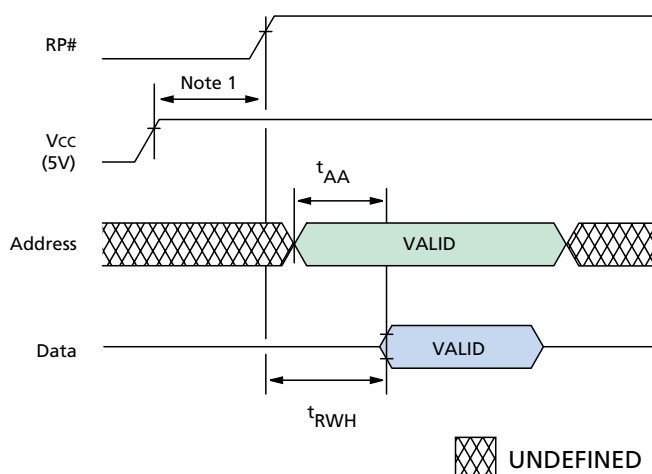 RP#
Note 1
VCC
(5V)
tAA
Address
VALID
Data
VALID
tRWH
UNDEFINED